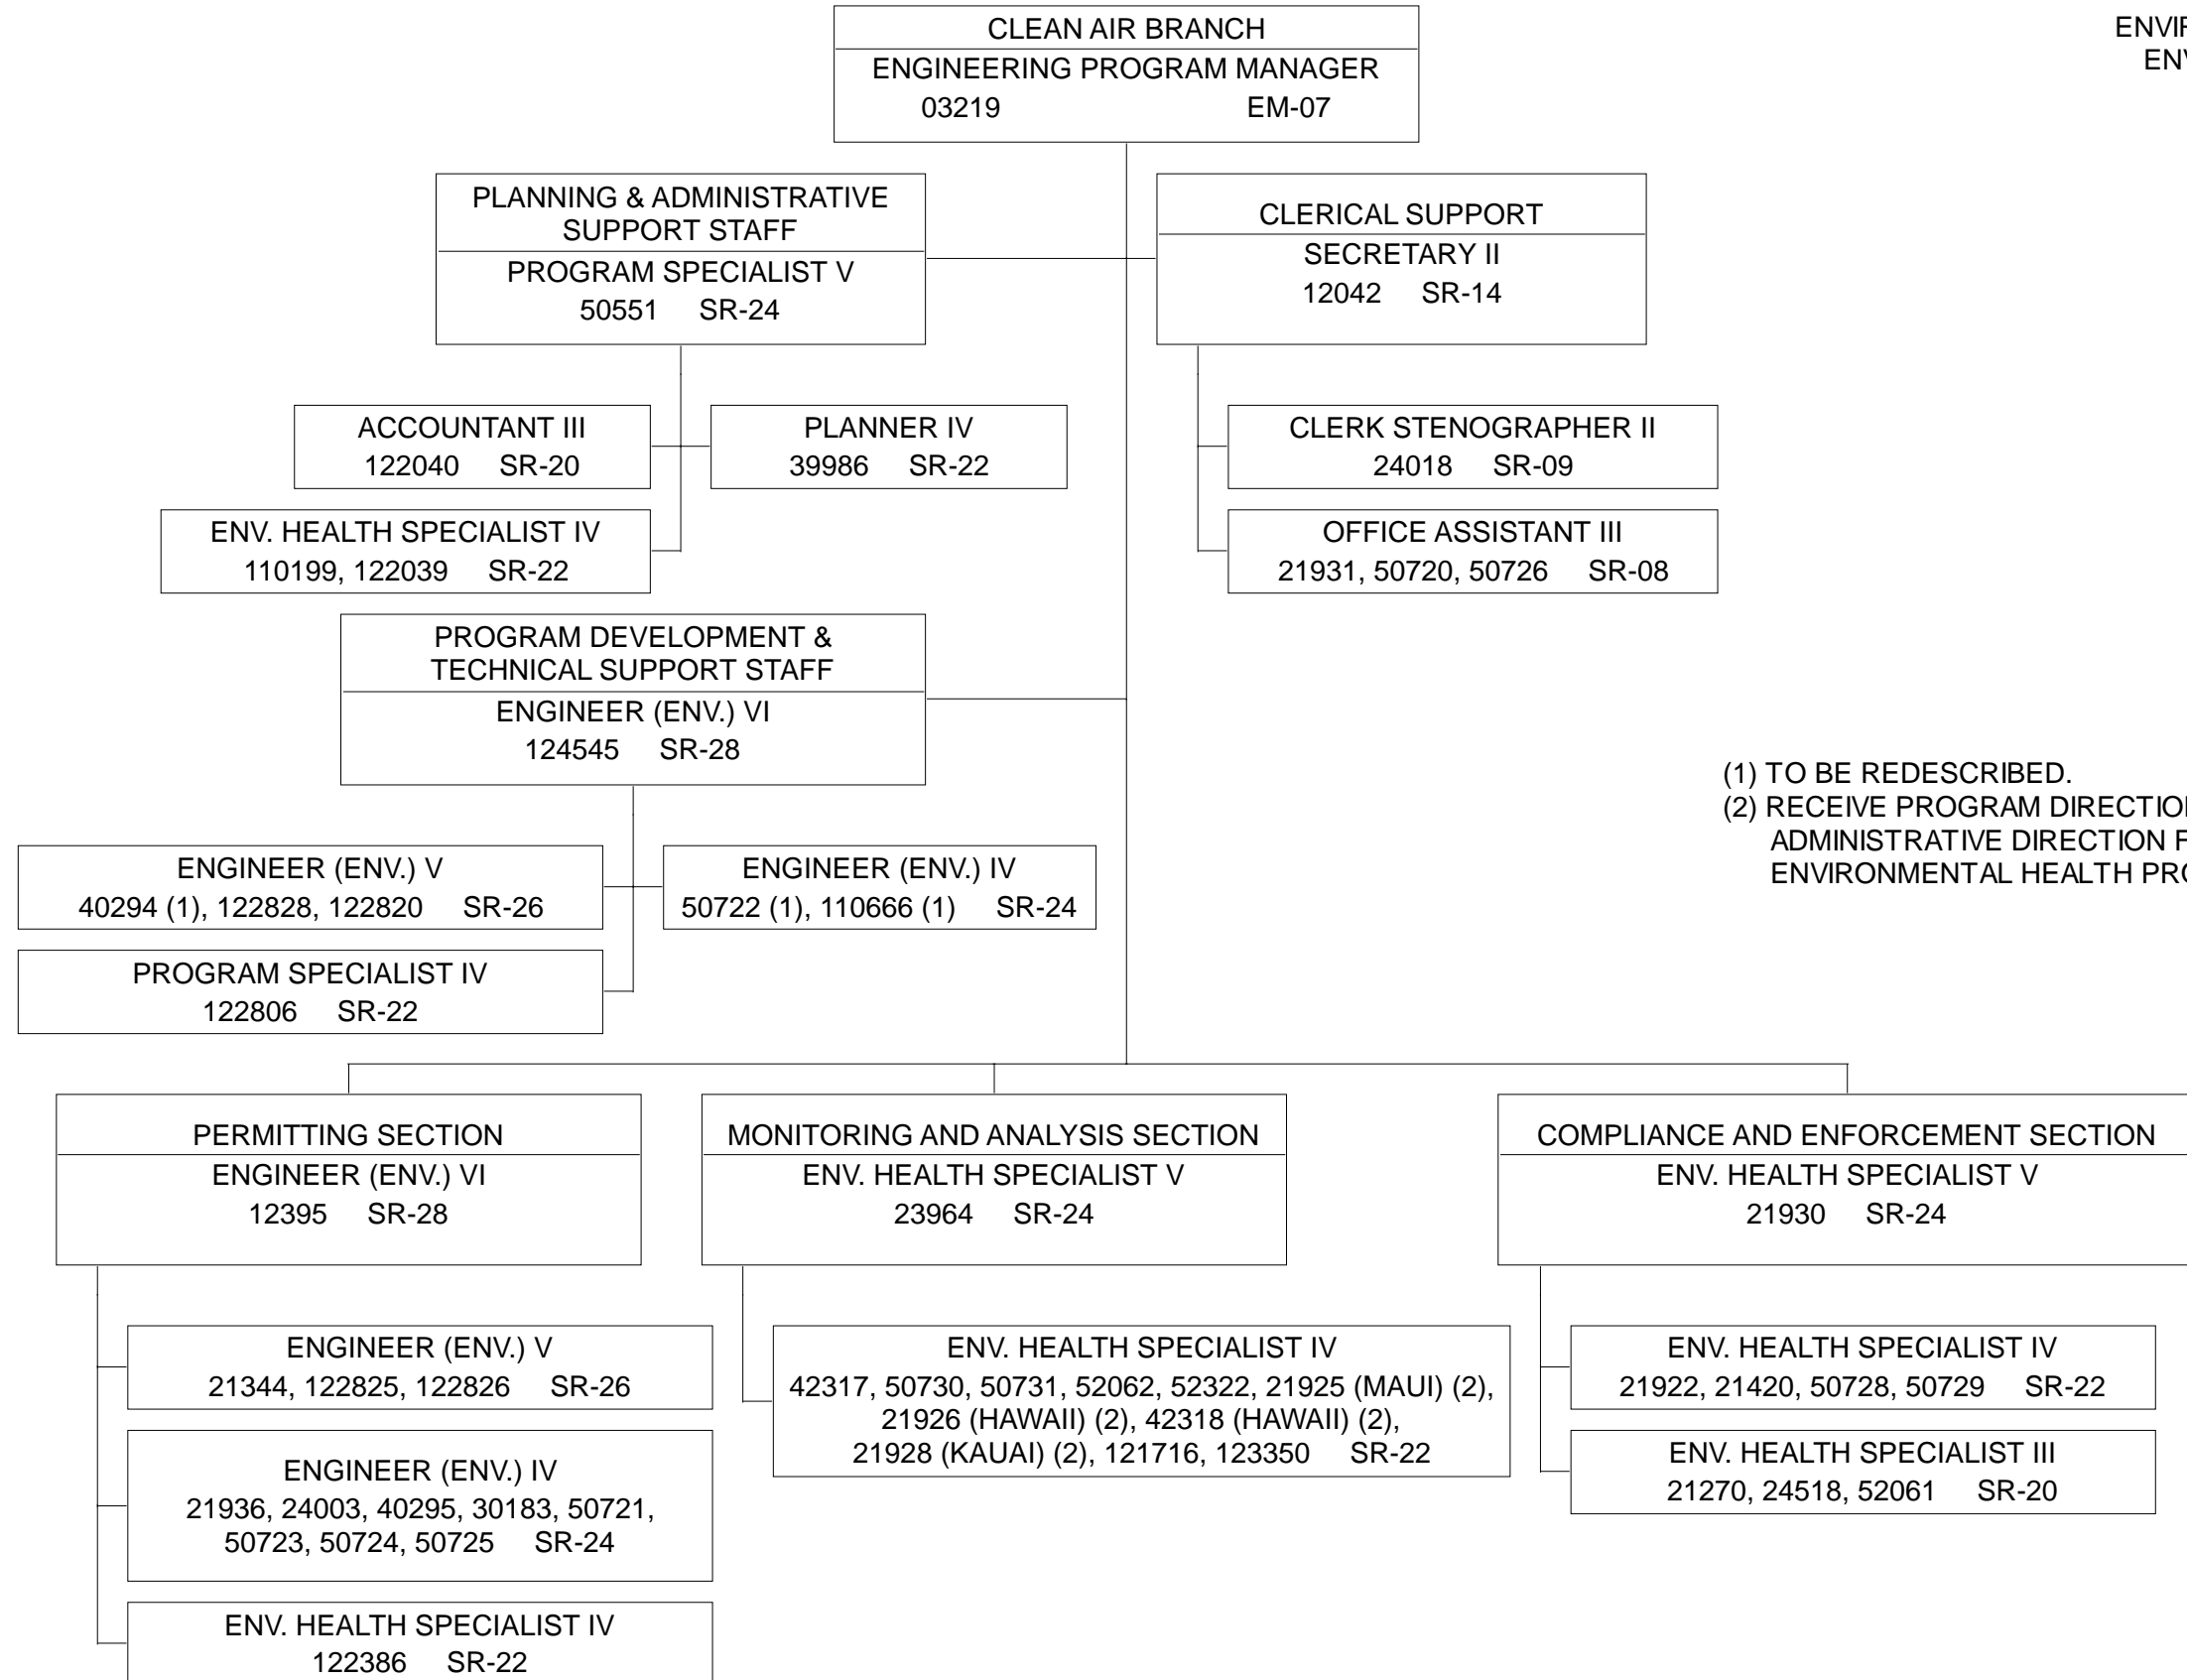 CLEAN AIR BRANCH
ENGINEERING PROGRAM MANAGER
03219 EM-07
PLANNING & ADMINISTRATIVE
SUPPORT STAFF
PROGRAM SPECIALIST V
50551 SR-24
CLERICAL SUPPORT
SECRETARY II
12042 SR-14
ACCOUNTANT III
122040 SR-20
PLANNER IV
39986 SR-22
ENV. HEALTH SPECIALIST IV
110199, 122039 SR-22
CLERK STENOGRAPHER II
24018 SR-09
OFFICE ASSISTANT III
21931, 50720, 50726 SR-08
PROGRAM DEVELOPMENT &
TECHNICAL SUPPORT STAFF
ENGINEER (ENV.) VI
124545 SR-28
ENGINEER (ENV.) V
40294 (1), 122828, 122820 SR-26
ENGINEER (ENV.) IV
50722 (1), 110666 (1) SR-24
PROGRAM SPECIALIST IV
122806 SR-22
(1) TO BE REDESCRIBED.
(2) RECEIVE PROGRAM
ADMINISTRATIVE DIRECTION
ENVIRONMENTAL HEALTH
PERMITTING SECTION
ENGINEER (ENV.) VI
12395 SR-28
MONITORING AND ANALYSIS SECTION
ENV. HEALTH SPECIALIST V
23964 SR-24
COMPLIANCE AND ENFORCEMENT SECTION
ENV. HEALTH SPECIALIST V
21930 SR-24
ENGINEER (ENV.) V
21344, 122825, 122826 SR-26
ENGINEER (ENV.) IV
21936, 24003, 40295, 30183, 50721,
50723, 50724, 50725 SR-24
ENV. HEALTH SPECIALIST IV
122386 SR-22
ENV. HEALTH SPECIALIST IV
42317, 50730, 50731, 52062, 52322, 21925 (MAUI) (2),
21926 (HAWAII) (2), 42318 (HAWAII) (2),
21928 (KAUAI) (2), 121716, 123350 SR-22
ENV. HEALTH SPECIALIST IV
21922, 21420, 50728, 50729 SR-22
ENV. HEALTH SPECIALIST III
21270, 24518, 52061 SR-20